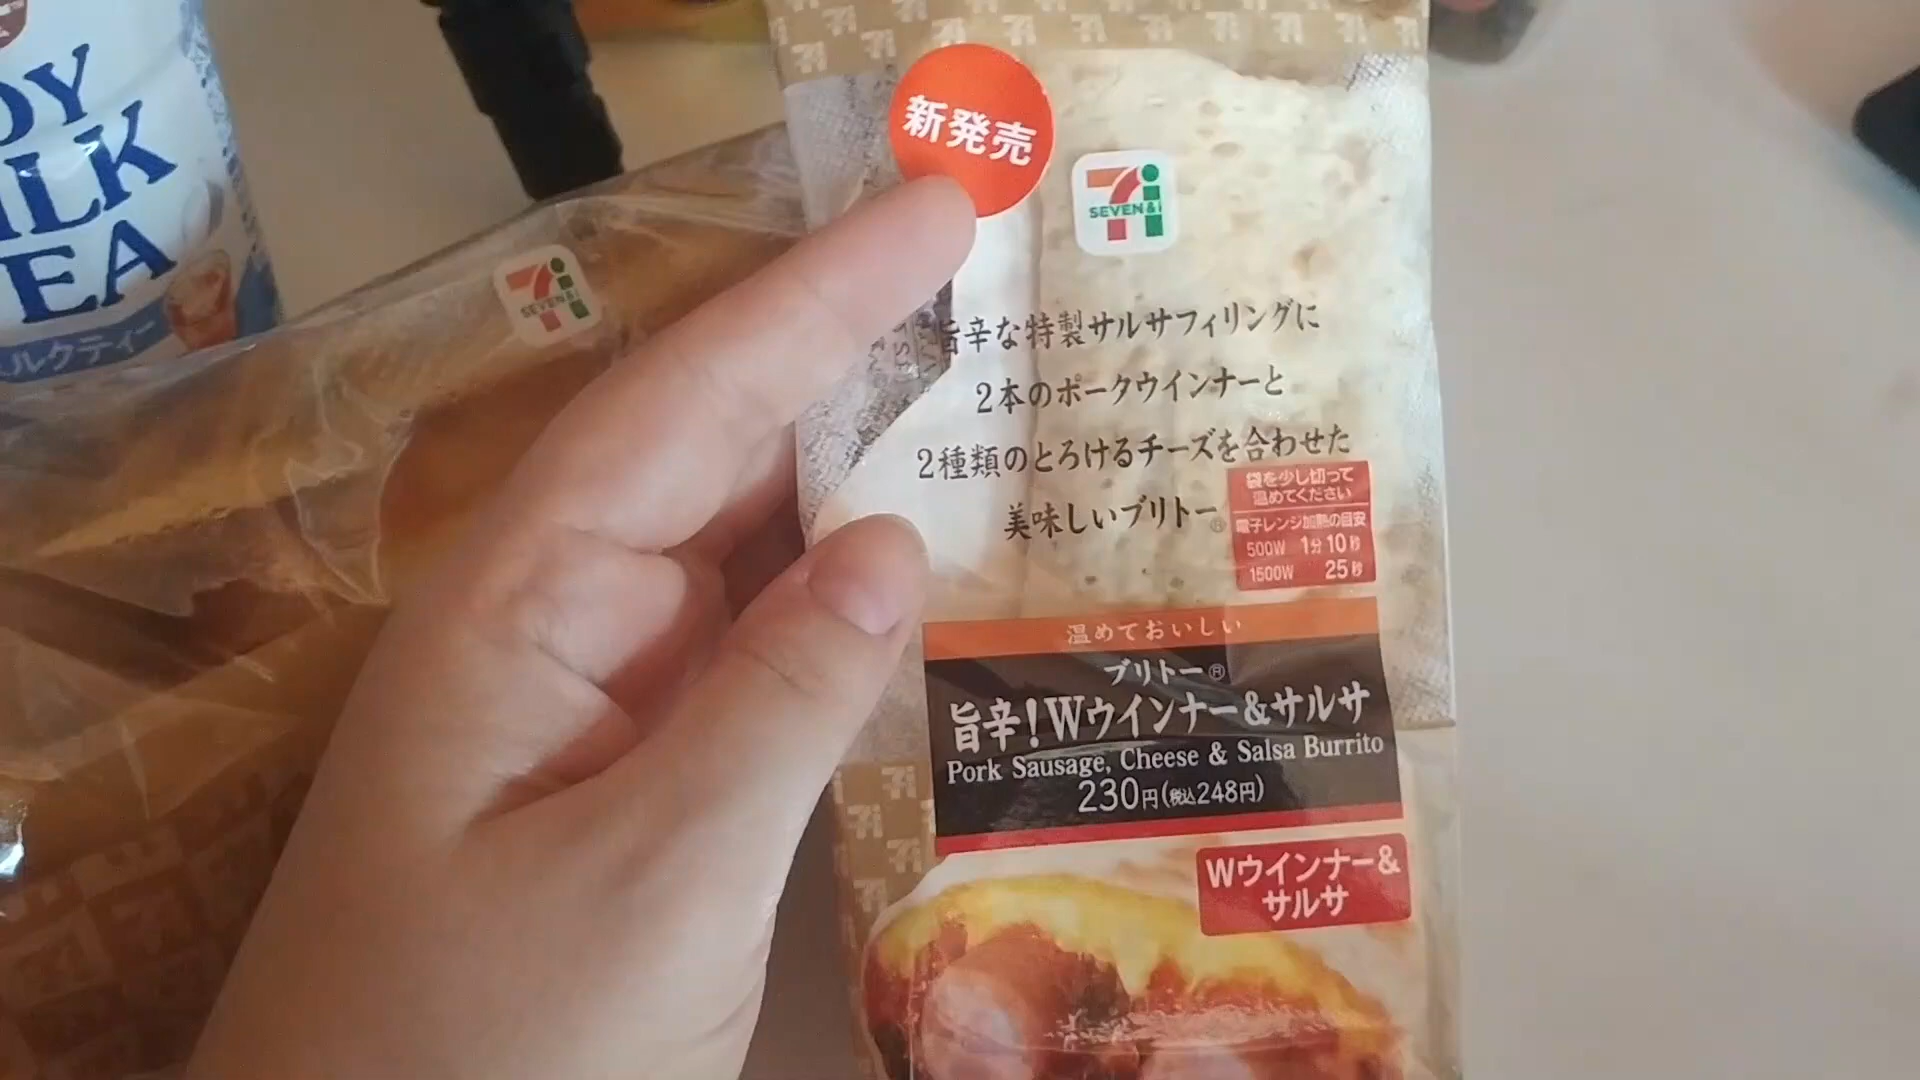 OY
MILK
TEA
ルクティー
SEVEN&i
新発売
SEVEN&i
旨辛な特製サルサフィリングに
2本のポークウインナーと
2種類のとろけるチーズを合わせた
美味しいブリトー®
袋を少し切って
温めてください
電子レンジ加熱の目安
500W 1分10秒
1500W 25秒
温めておいしい
ブリトー®
旨辛!Wウインナー&サルサ
Pork Sausage, Cheese & Salsa Burrito
230円(税込248円)
Wウインナー&
サルサ